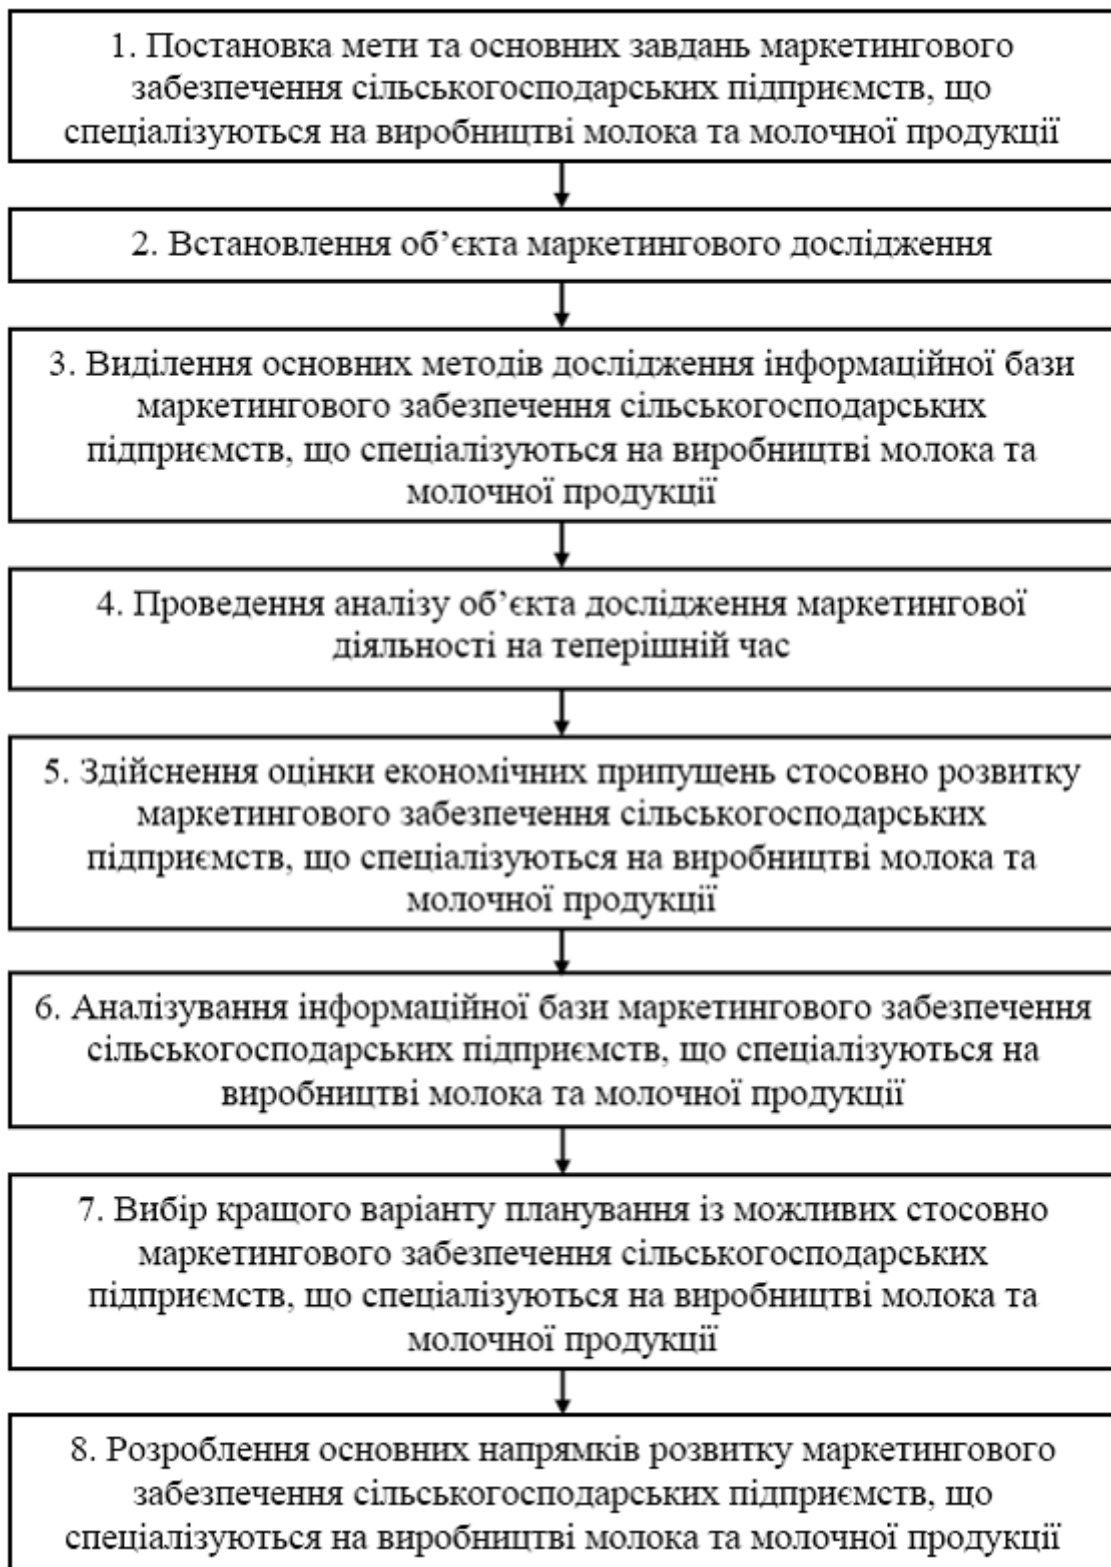 1. Постановка мети та основних завдань маркетингового
забезпечення сільськогосподарських підприємств, що
спеціалізуються на виробництві молока та молочної продукції
2. Встановлення об’єкта маркетингового дослідження
3. Виділення основних методів дослідження інформаційної бази
маркетингового забезпечення сільськогосподарських
підприємств, що спеціалізуються на виробництві молока та
молочної продукції
4. Проведення аналізу об’єкта дослідження маркетингової
діяльності на теперішній час
5. Здійснення оцінки економічних припущень стосовно розвитку
маркетингового забезпечення сільськогосподарських
підприємств, що спеціалізуються на виробництві молока та
молочної продукції
6. Аналізування інформаційної бази маркетингового забезпечення
сільськогосподарських підприємств, що спеціалізуються на
виробництві молока та молочної продукції
7. Вибір кращого варіанту планування із можливих стосовно
маркетингового забезпечення сільськогосподарських
підприємств, що спеціалізуються на виробництві молока та
молочної продукції
8. Розроблення основних напрямків розвитку маркетингового
забезпечення сільськогосподарських підприємств, що
спеціалізуються на виробництві молока та молочної продукції